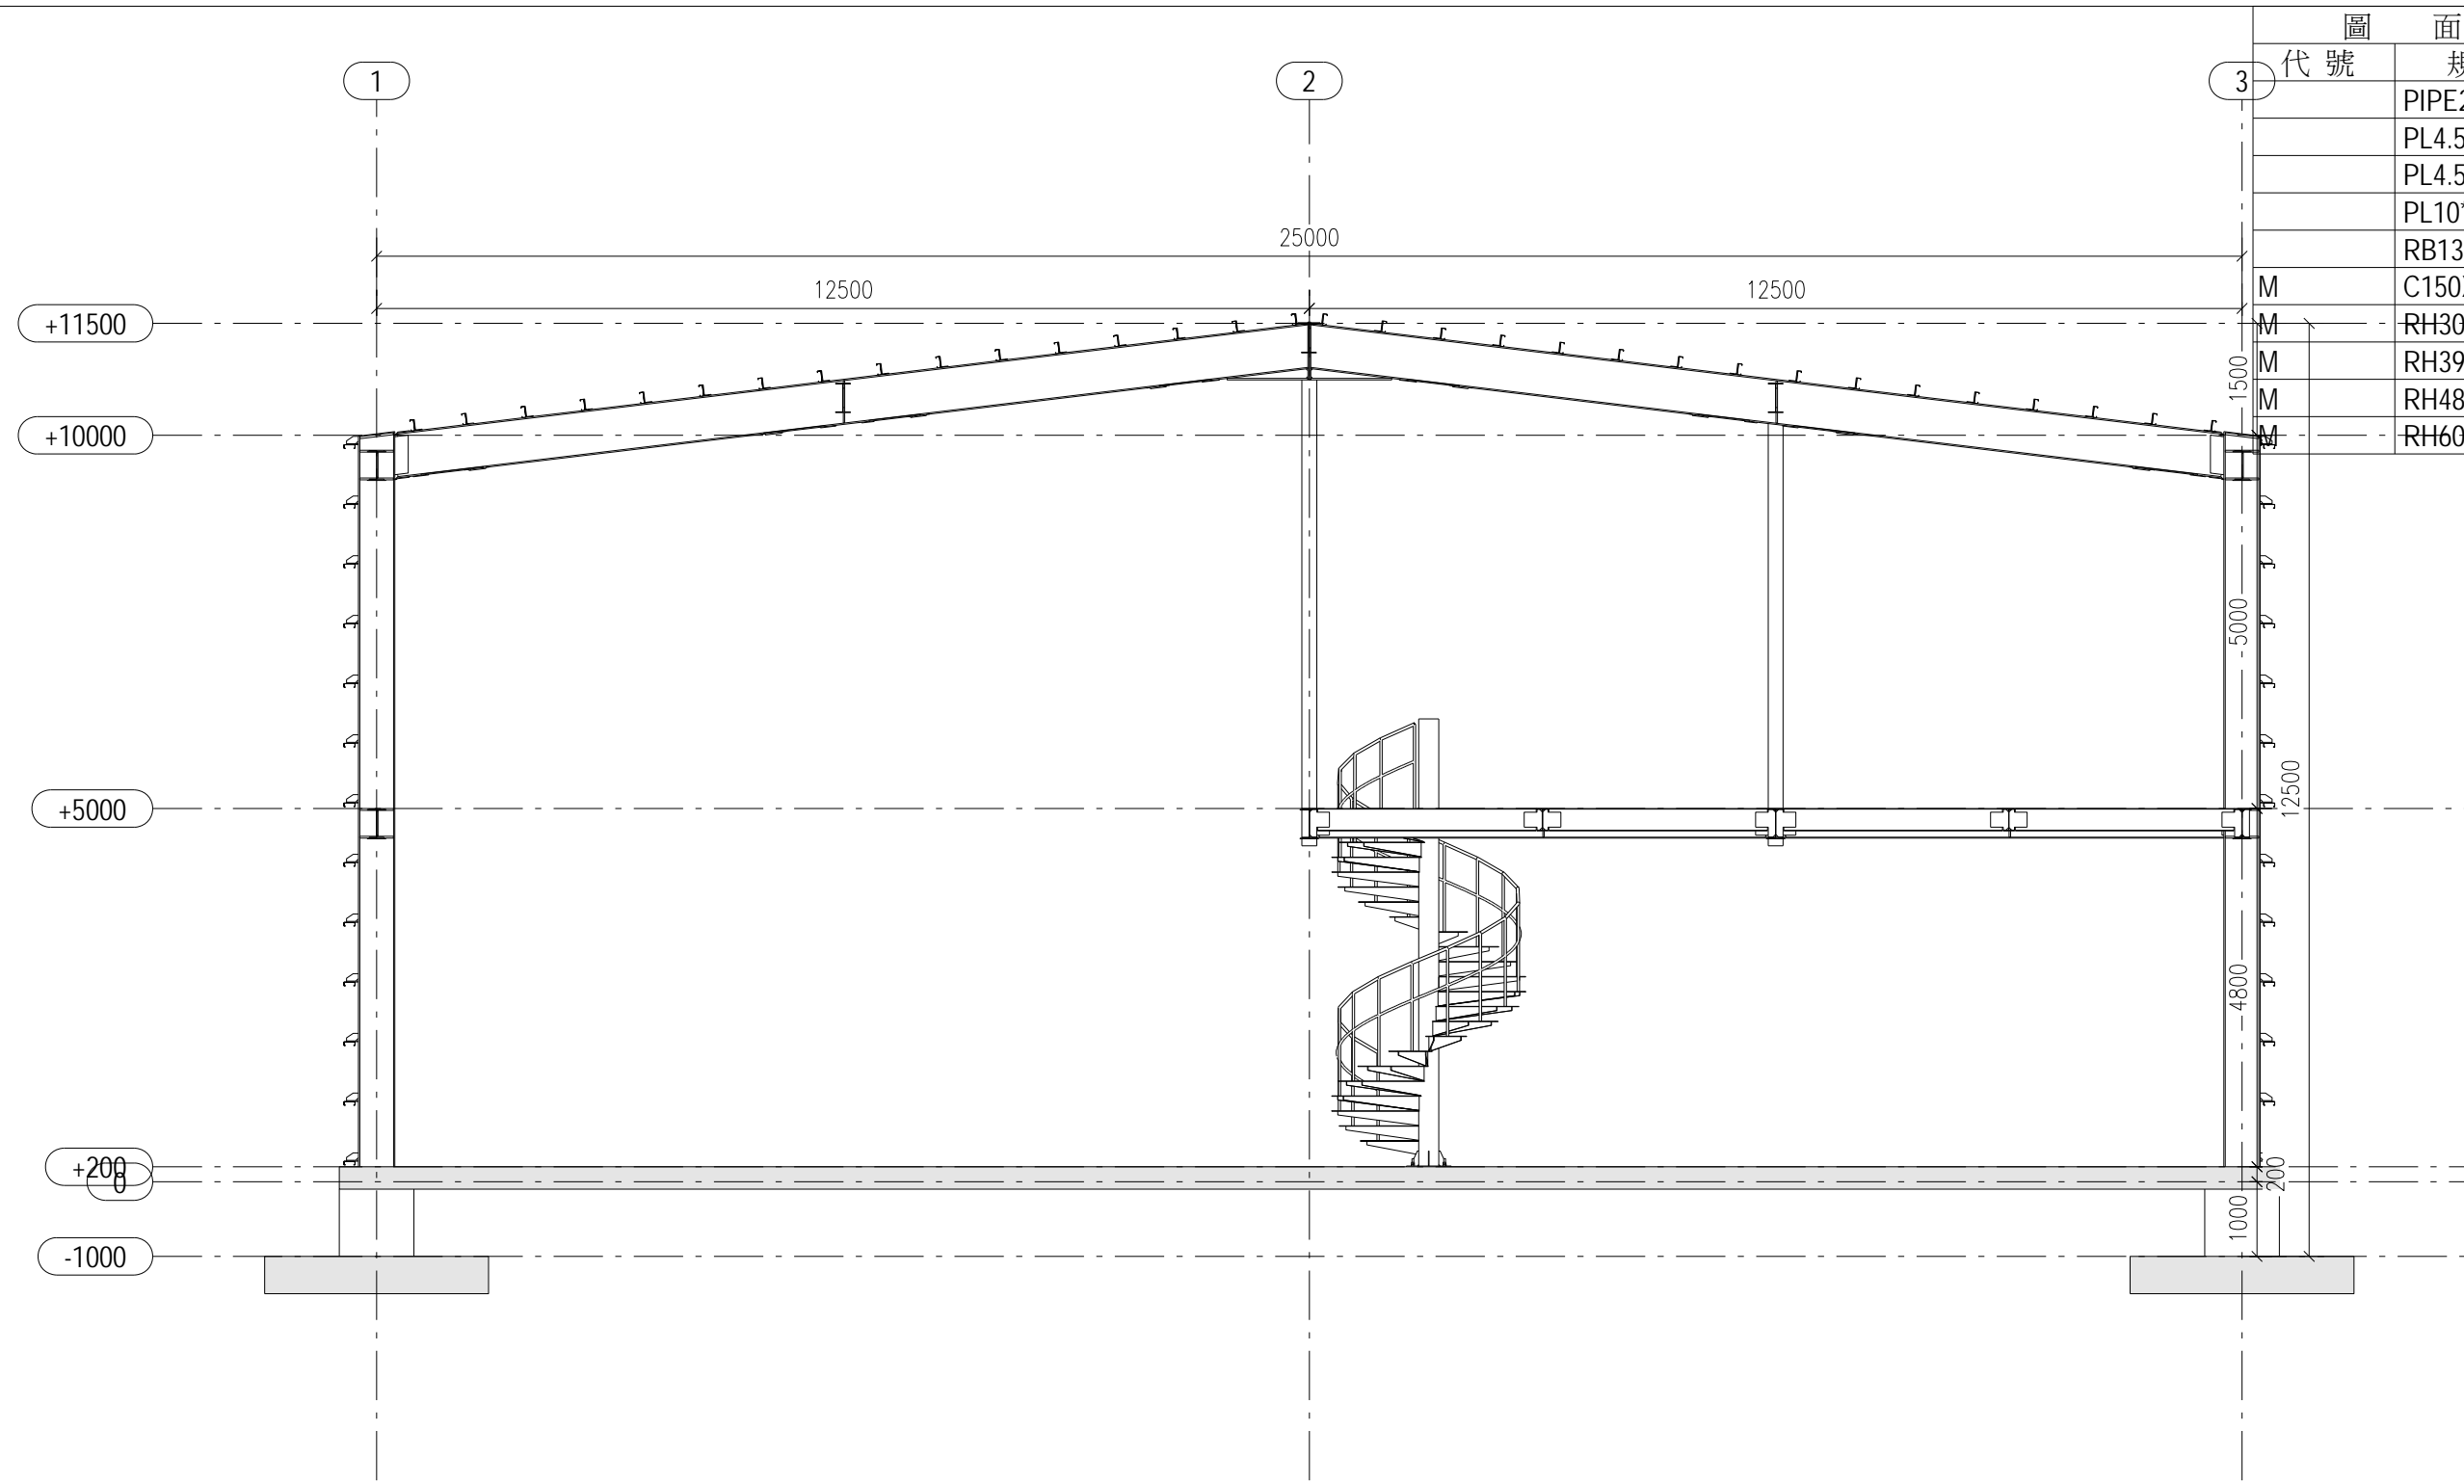 圖 面
代 號
PIPE2
PL4.5
PL4.5
PL10
RB13
M C150
M RH30
M RH39
M RH48
M RH60
1 2 3
25000
12500 12500
+11500
+10000
+5000
+200
0
-1000
1500
5000
12500
4800
200
1000